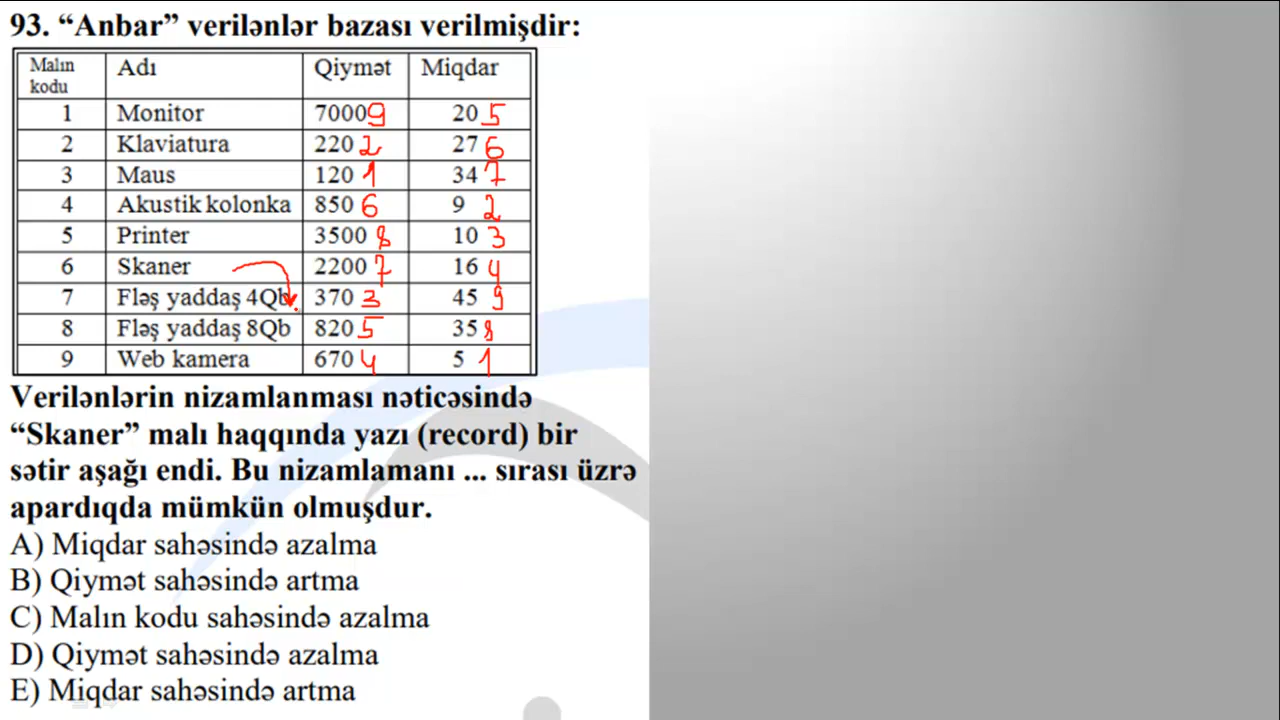 93. “Anbar” verilənlər bazası verilmişdir:
Malın kodu Adı Qiymət Miqdar
1 Monitor 7000 9 20 5
2 Klaviatura 220 2 27 6
3 Maus 120 1 34 7
4 Akustik kolonka 850 6 9 2
5 Printer 3500 8 10 3
6 Skaner 2200 7 16 4
7 Fləş yaddaş 4Qb 370 3 45 9
8 Fləş yaddaş 8Qb 820 5 35 8
9 Web kamera 670 4 5 1
Verilənlərin nizamlanması nəticəsində
“Skaner” malı haqqında yazı (record) bir
sətir aşağı endi. Bu nizamlamanı ... sırası üzrə
apardıqda mümkün olmuşdur.
A) Miqdar sahəsində azalma
B) Qiymət sahəsində artma
C) Malın kodu sahəsində azalma
D) Qiymət sahəsində azalma
E) Miqdar sahəsində artma